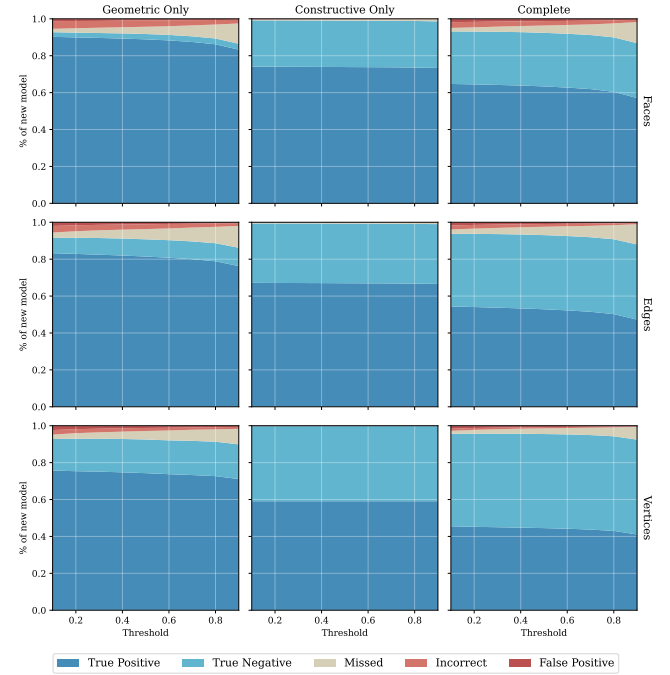 Geometric Only Constructive Only Complete
1.0
0.8
0.6
0.4
0.2
0.0
% of new model
Faces
1.0
0.8
0.6
0.4
0.2
0.0
% of new model
Edges
1.0
0.8
0.6
0.4
0.2
0.0
% of new model
Vertices
0.2 0.4 0.6 0.8 0.2 0.4 0.6 0.8 0.2 0.4 0.6 0.8
Threshold Threshold Threshold
True Positive True Negative Missed Incorrect False Positive